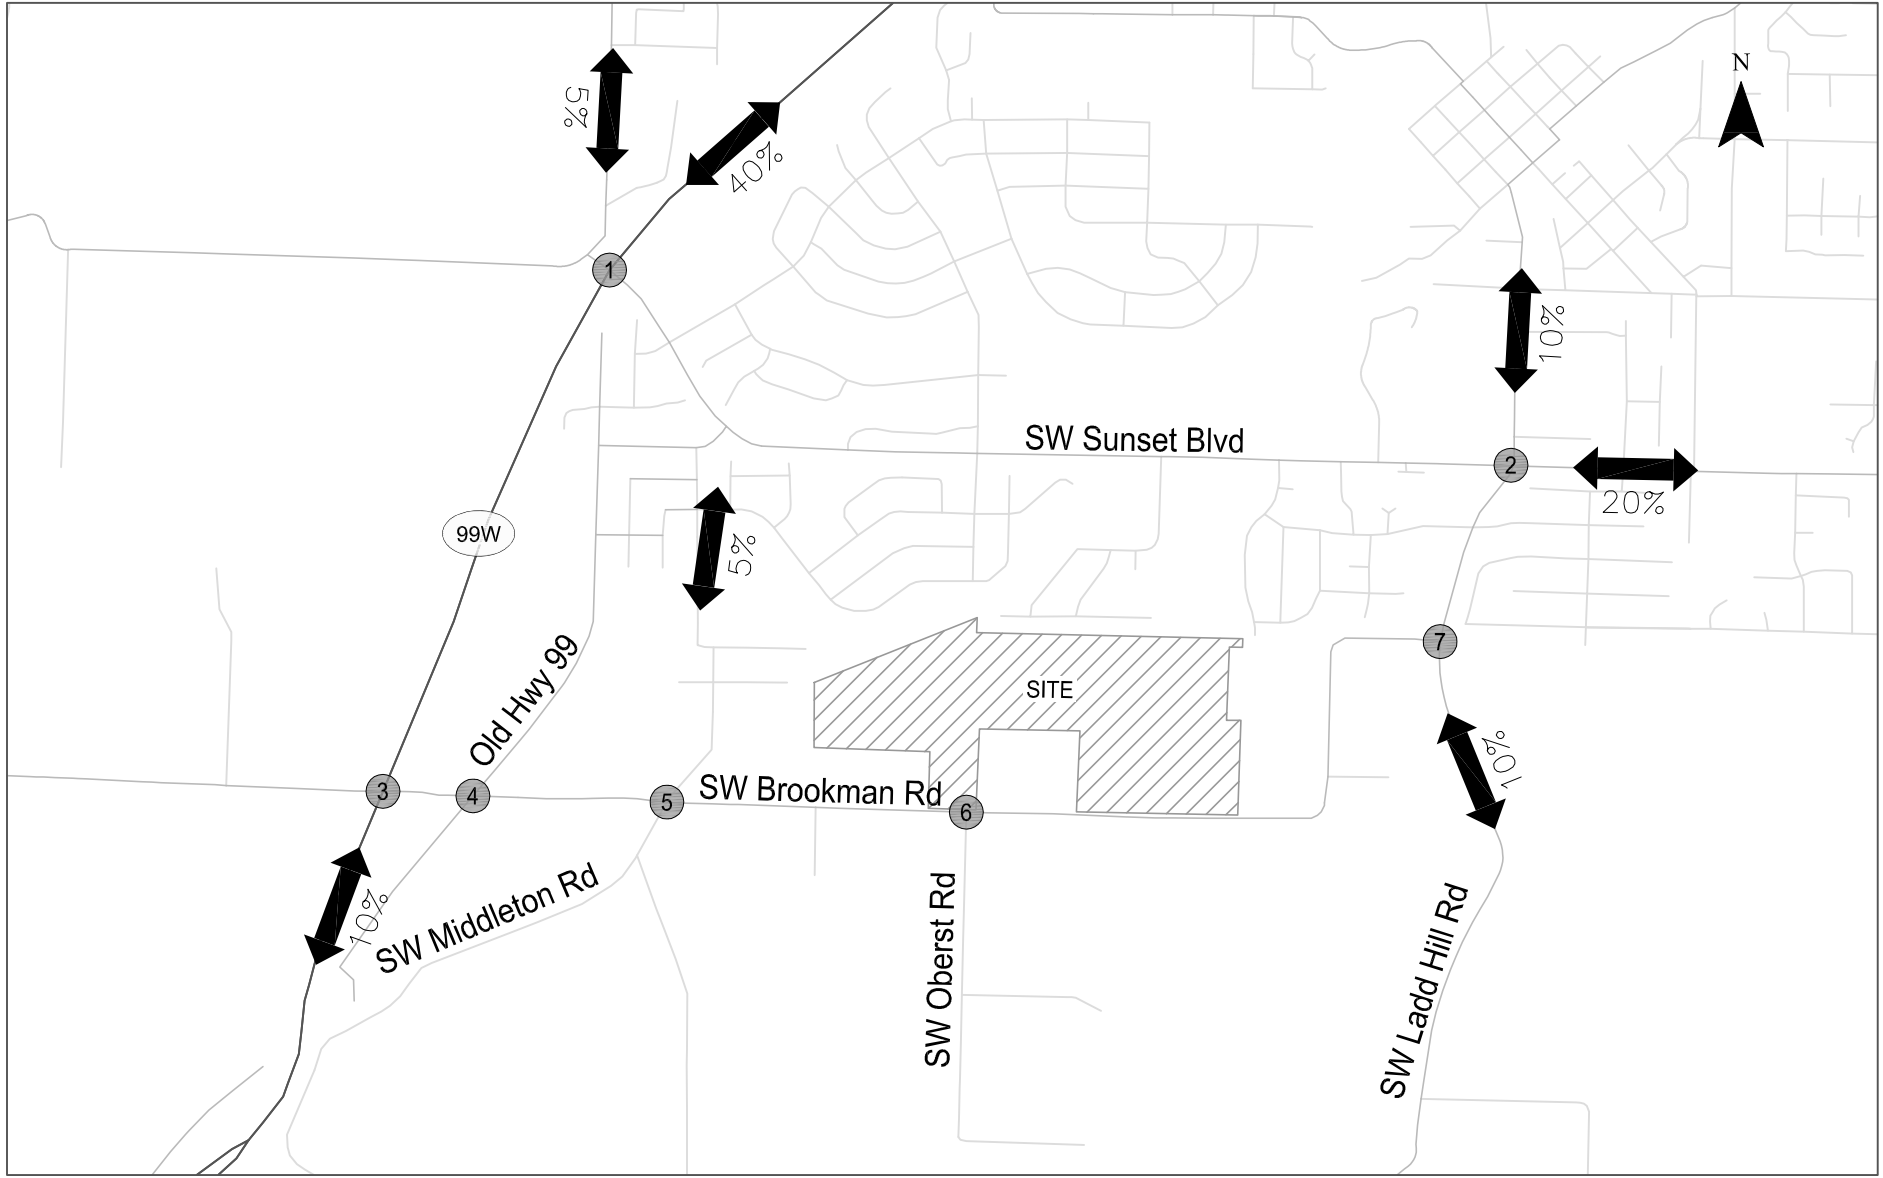 N
5%
40%
1
10%
SW Sunset Blvd
2
20%
99W
5%
Old Hwy 99
7
SITE
10%
3
4
5
SW Brookman Rd
6
10%
SW Middleton Rd
SW Oberst Rd
SW Ladd Hill Rd